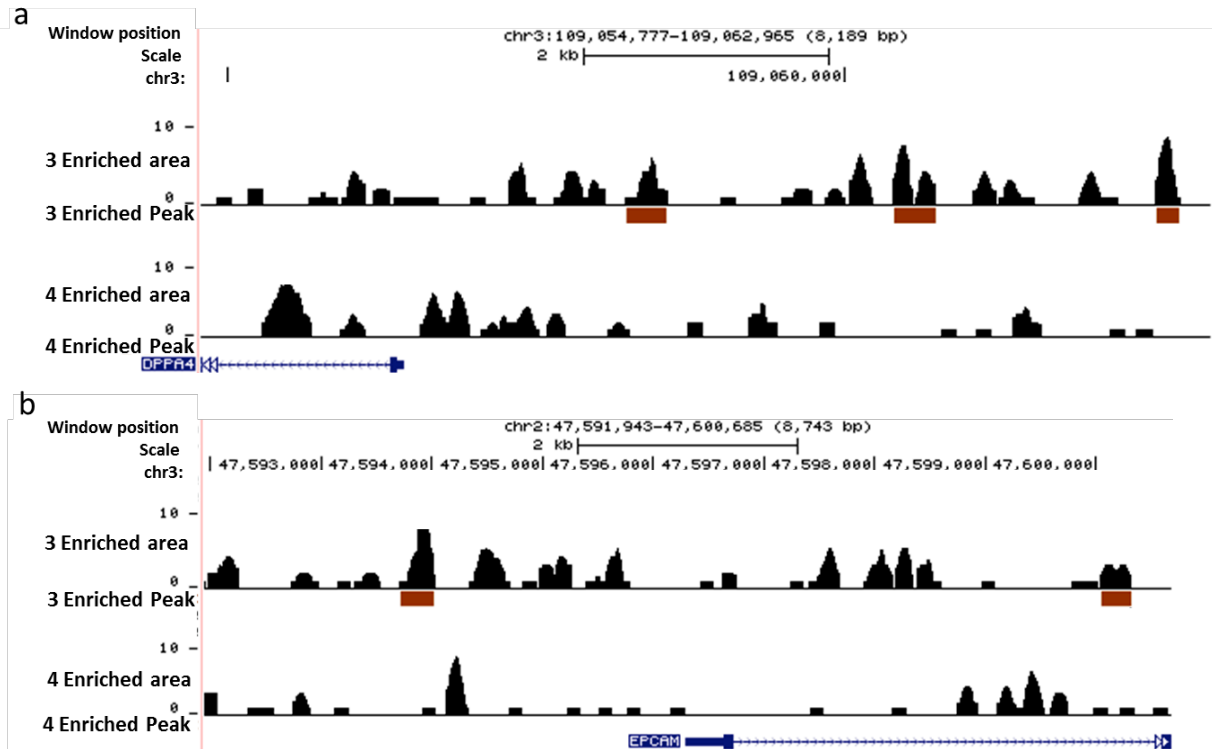 a
Window position chr3:109,054,777-109,062,965 (8,189 bp)
Scale 2 kb
chr3: 109,060,000
10
3 Enriched area
0
3 Enriched Peak
10
4 Enriched area
0
4 Enriched Peak
DPPA4
b
Window position chr2:47,591,943-47,600,685 (8,743 bp)
Scale 2 kb
chr3: 47,593,000 47,594,000 47,595,000 47,596,000 47,597,000 47,598,000 47,599,000 47,600,000
10
3 Enriched area
0
3 Enriched Peak
10
4 Enriched area
0
4 Enriched Peak
EPCAM